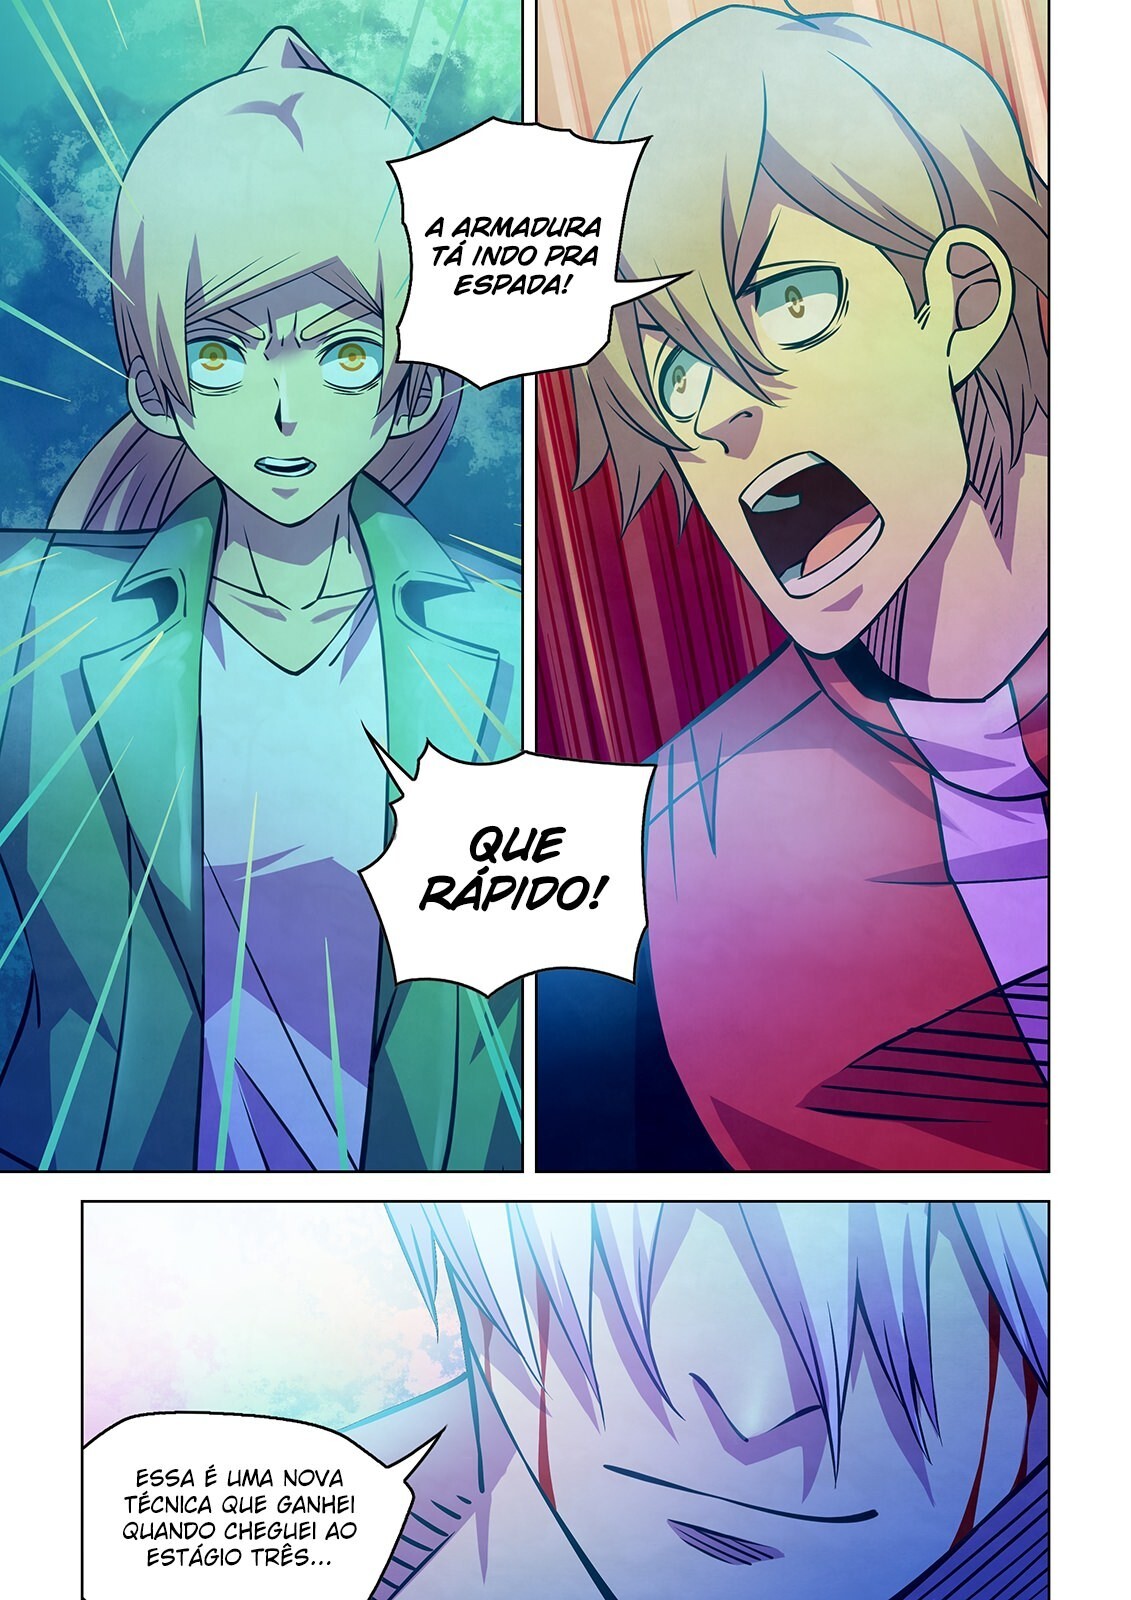 A ARMADURA
TÁ INDO PRA
ESPADA!
QUE
RÁPIDO!
ESSA É UMA NOVA
TÉCNICA QUE GANHEI
QUANDO CHEGUEI AO
ESTÁGIO TRÊS...